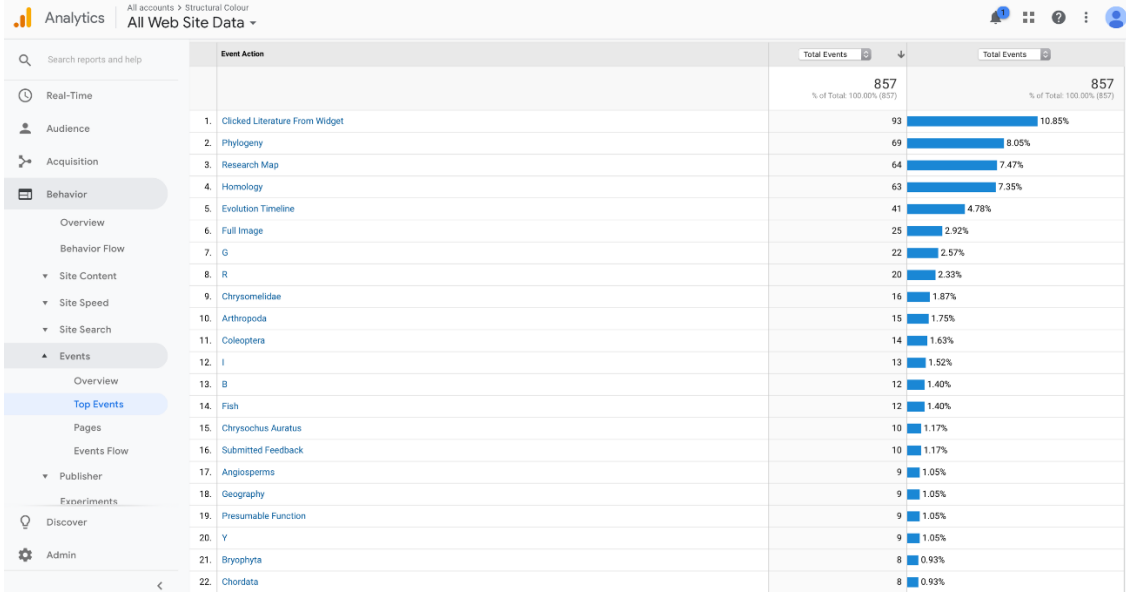 Analytics
All accounts > Structural Colour
All Web Site Data
1
Search reports and help
Real-Time
Audience
Acquisition
Behavior
Overview
Behavior Flow
Site Content
Site Speed
Site Search
Events
Overview
Top Events
Pages
Events Flow
Publisher
Experiments
Discover
Admin
Event Action Total Events Total Events
857 857
% of Total: 100.00% (857) % of Total: 100.00% (857)
1. Clicked Literature From Widget 93 10.85%
2. Phylogeny 69 8.05%
3. Research Map 64 7.47%
4. Homology 63 7.35%
5. Evolution Timeline 41 4.78%
6. Full Image 25 2.92%
7. G 22 2.57%
8. R 20 2.33%
9. Chrysomelidae 16 1.87%
10. Arthropoda 15 1.75%
11. Coleoptera 14 1.63%
12. I 13 1.52%
13. B 12 1.40%
14. Fish 12 1.40%
15. Chrysochus Auratus 10 1.17%
16. Submitted Feedback 10 1.17%
17. Angiosperms 9 1.05%
18. Geography 9 1.05%
19. Presumable Function 9 1.05%
20. Y 9 1.05%
21. Bryophyta 8 0.93%
22. Chordata 8 0.93%